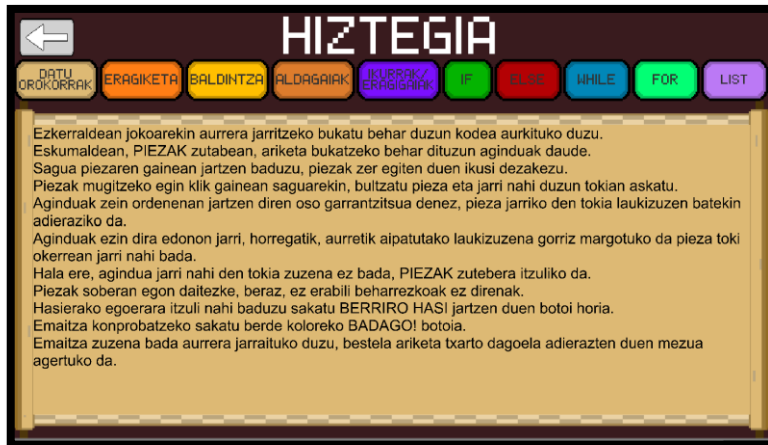 HIZTEGIA
DATU
OROKORRAK
ERAGIKETA
BALDINTZA
ALDAGAIAK
IKURRAK/
ERAGIGAIAK
IF
ELSE
WHILE
FOR
LIST
Ezkerraldean jokoarekin aurrera jarritzeko bukatu behar duzun kodea aurkituko duzu.
Eskumaldean, PIEZAK zutabean, ariketa bukatzeko behar dituzun aginduak daude.
Sagua piezaren gainean jartzen baduzu, piezak zer egiten duen ikusi dezakezu.
Piezak mugitzeko egin klik gainean saguarekin, bultzatu pieza eta jarri nahi duzun tokian askatu.
Aginduak zein ordenenan jartzen diren oso garrantzitsua denez, pieza jarriko den tokia laukizuzen batekin
adieraziko da.
Aginduak ezin dira edonon jarri, horregatik, aurretik aipatutako laukizuzena gorriz margotuko da pieza toki
okerrean jarri nahi bada.
Hala ere, agindua jarri nahi den tokia zuzena ez bada, PIEZAK zutebera itzuliko da.
Piezak soberan egon daitezke, beraz, ez erabili beharrezkoak ez direnak.
Hasierako egoerara itzuli nahi baduzu sakatu BERRIRO HASI jartzen duen botoi horia.
Emaitza konprobatzeko sakatu berde koloreko BADAGO! botoia.
Emaitza zuzena bada aurrera jarraituko duzu, bestela ariketa txarto dagoela adierazten duen mezua
agertuko da.